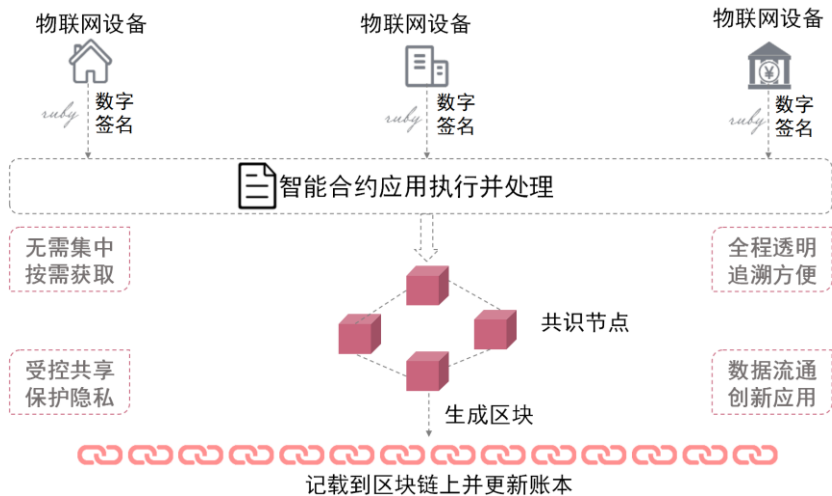 物联网设备
物联网设备
物联网设备
ruby
数字
签名
ruby
数字
签名
ruby
数字
签名
智能合约应用执行并处理
无需集中
按需获取
全程透明
追溯方便
共识节点
受控共享
保护隐私
数据流通
创新应用
生成区块
记载到区块链上并更新账本